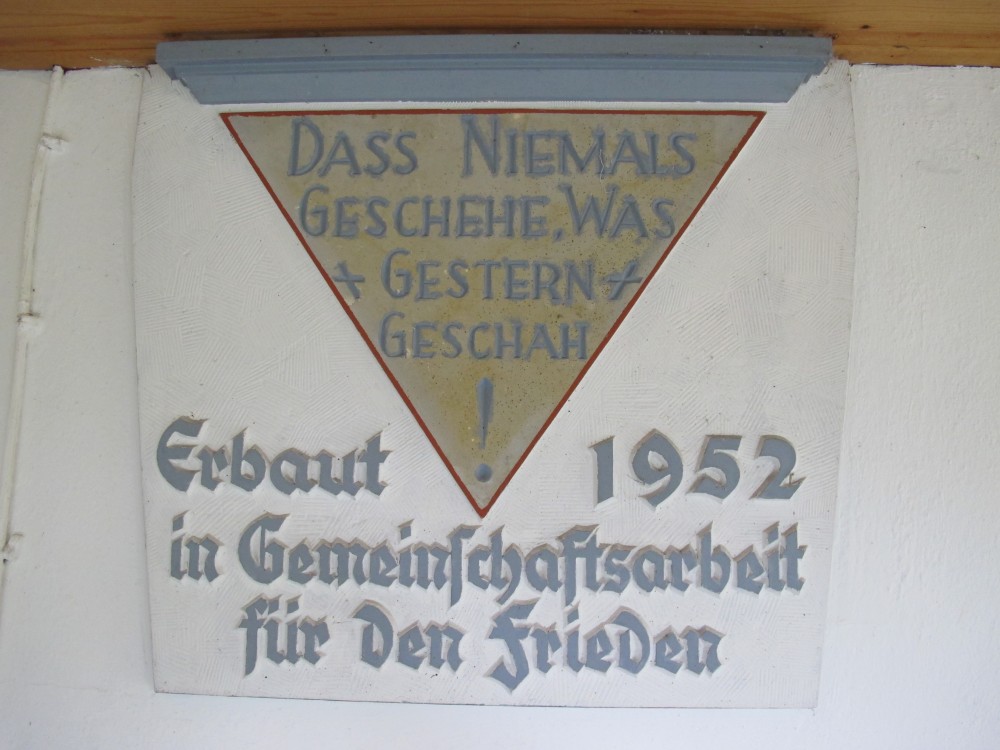 DASS NIEMALS
GESCHEHE, WAS
+ GESTERN +
GESCHAH
!
Erbaut 1952
in Gemeinschaftsarbeit
für den Frieden